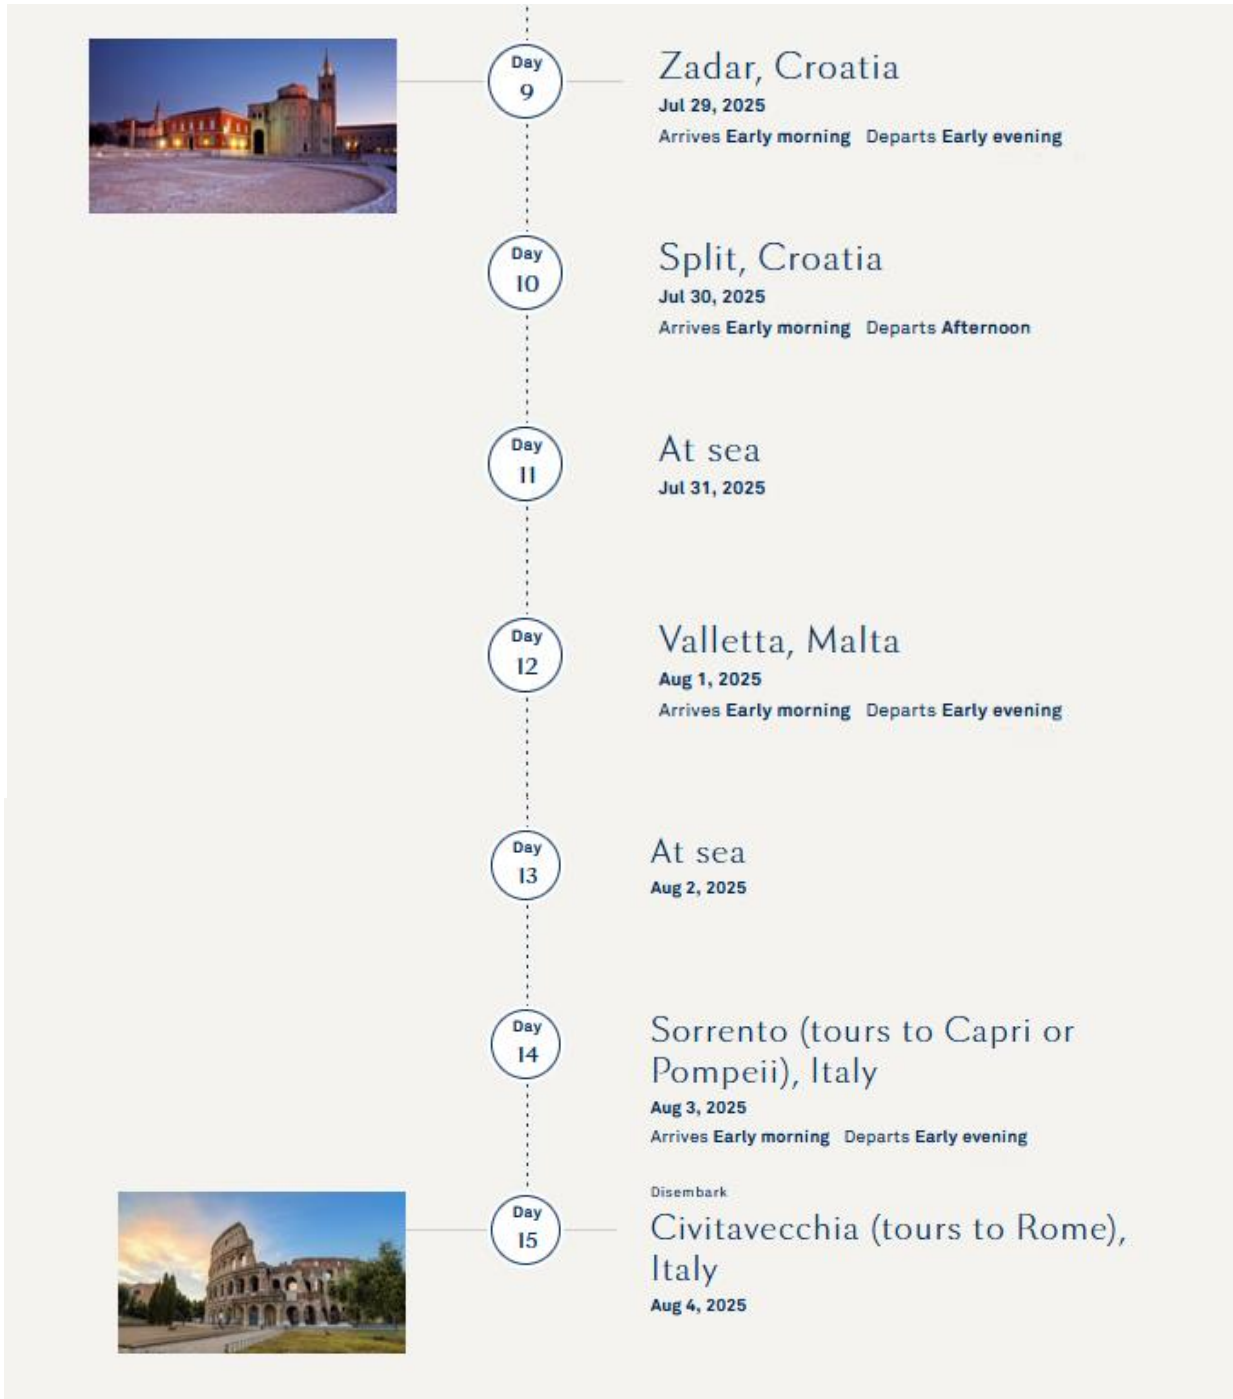 Day
9
Zadar, Croatia
Jul 29, 2025
Arrives Early morning Departs Early evening
Day
10
Split, Croatia
Jul 30, 2025
Arrives Early morning Departs Afternoon
Day
11
At sea
Jul 31, 2025
Day
12
Valletta, Malta
Aug 1, 2025
Arrives Early morning Departs Early evening
Day
13
At sea
Aug 2, 2025
Day
14
Sorrento (tours to Capri or
Pompeii), Italy
Aug 3, 2025
Arrives Early morning Departs Early evening
Day
15
Disembark
Civitavecchia (tours to Rome),
Italy
Aug 4, 2025